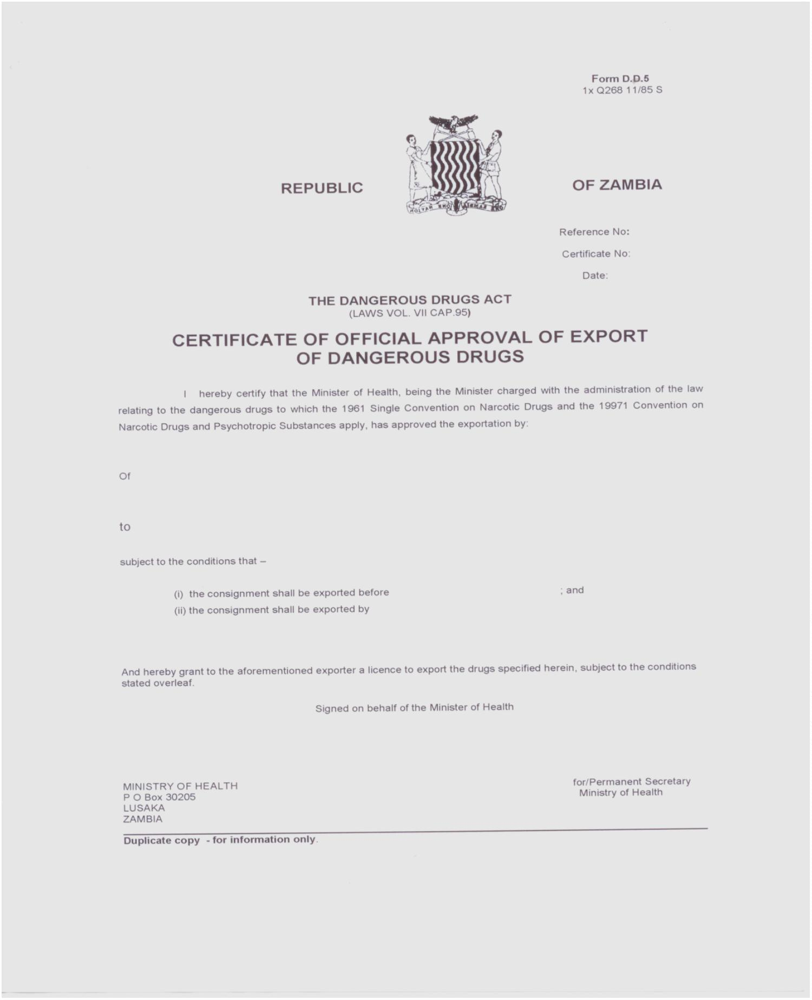 Form D.D.5
1x Q268 11/85 S
REPUBLIC OF ZAMBIA
ONE ZAMBIA ONE NATION
Reference No:
Certificate No:
Date:
THE DANGEROUS DRUGS ACT
(LAWS VOL. VII CAP.95)
CERTIFICATE OF OFFICIAL APPROVAL OF EXPORT
OF DANGEROUS DRUGS
I hereby certify that the Minister of Health, being the Minister charged with the administration of the law
relating to the dangerous drugs to which the 1961 Single Convention on Narcotic Drugs and the 19971 Convention on
Narcotic Drugs and Psychotropic Substances apply, has approved the exportation by:
Of
to
subject to the conditions that –
(i) the consignment shall be exported before ; and
(ii) the consignment shall be exported by
And hereby grant to the aforementioned exporter a licence to export the drugs specified herein, subject to the conditions
stated overleaf.
Signed on behalf of the Minister of Health
MINISTRY OF HEALTH
P O Box 30205
LUSAKA
ZAMBIA
for/Permanent Secretary
Ministry of Health
Duplicate copy - for information only.